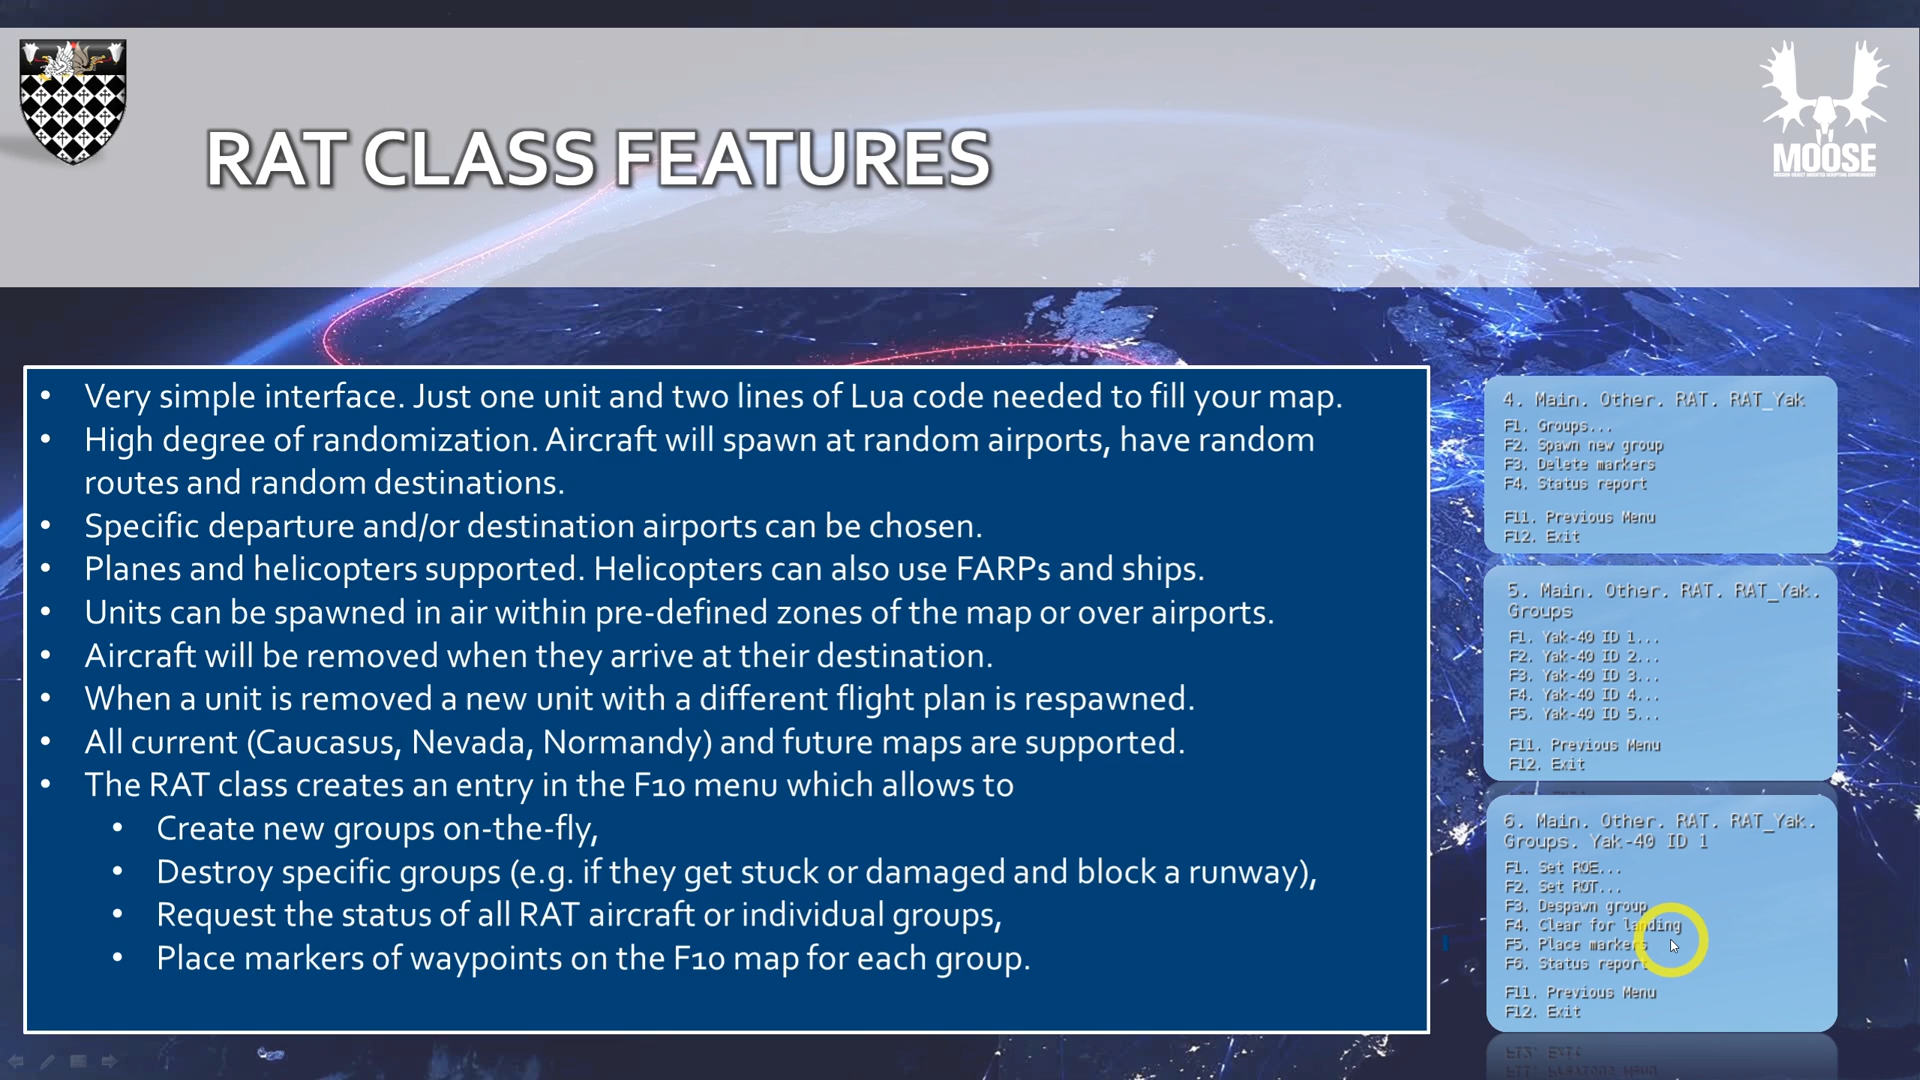 RAT CLASS FEATURES
MOOSE
• Very simple interface. Just one unit and two lines of Lua code needed to fill your map.
• High degree of randomization. Aircraft will spawn at random airports, have random
routes and random destinations.
• Specific departure and/or destination airports can be chosen.
• Planes and helicopters supported. Helicopters can also use FARPs and ships.
• Units can be spawned in air within pre-defined zones of the map or over airports.
• Aircraft will be removed when they arrive at their destination.
• When a unit is removed a new unit with a different flight plan is respawned.
• All current (Caucasus, Nevada, Normandy) and future maps are supported.
• The RAT class creates an entry in the F10 menu which allows to
• Create new groups on-the-fly,
• Destroy specific groups (e.g. if they get stuck or damaged and block a runway),
• Request the status of all RAT aircraft or individual groups,
• Place markers of waypoints on the F10 map for each group.
4. Main. Other. RAT. RAT_Yak
F1. Groups...
F2. Spawn new group
F3. Delete markers
F4. Status report
F11. Previous Menu
F12. Exit
5. Main. Other. RAT. RAT_Yak.
Groups
F1. Yak-40 ID 1...
F2. Yak-40 ID 2...
F3. Yak-40 ID 3...
F4. Yak-40 ID 4...
F5. Yak-40 ID 5...
F11. Previous Menu
F12. Exit
6. Main. Other. RAT. RAT_Yak.
Groups. Yak-40 ID 1
F1. Set ROE...
F2. Set ROT...
F3. Despawn group
F4. Clear for landing
F5. Place markers
F6. Status report
F11. Previous Menu
F12. Exit